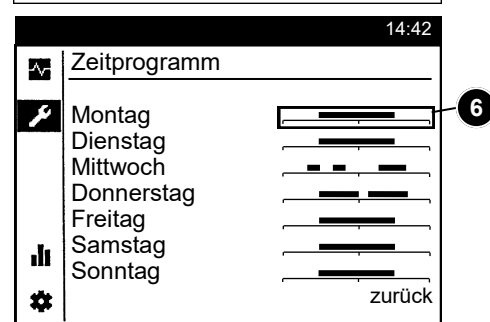 14:42
Zeitprogramm
Montag
6
Dienstag
Mittwoch
Donnerstag
Freitag
Samstag
Sonntag
zurück